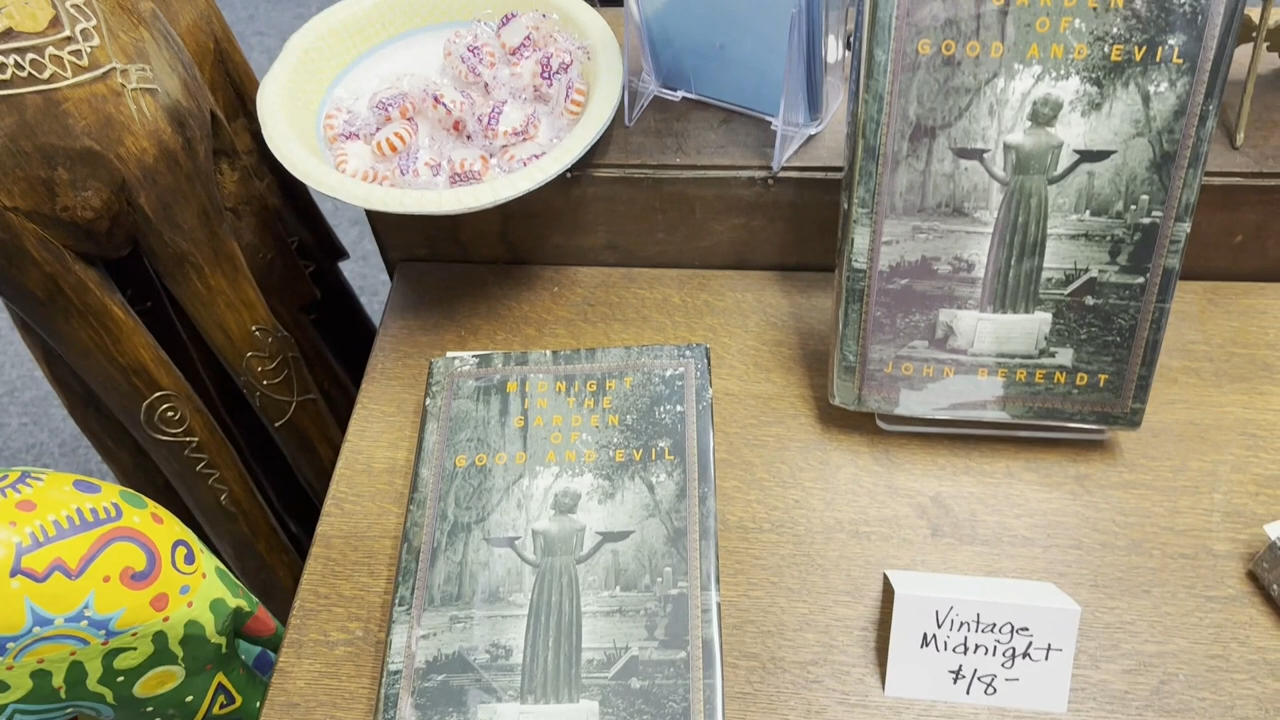 GARDEN
OF
GOOD AND EVIL
JOHN BERENDT
MIDNIGHT
IN THE
GARDEN
OF
GOOD AND EVIL
Vintage
Midnight
$18-